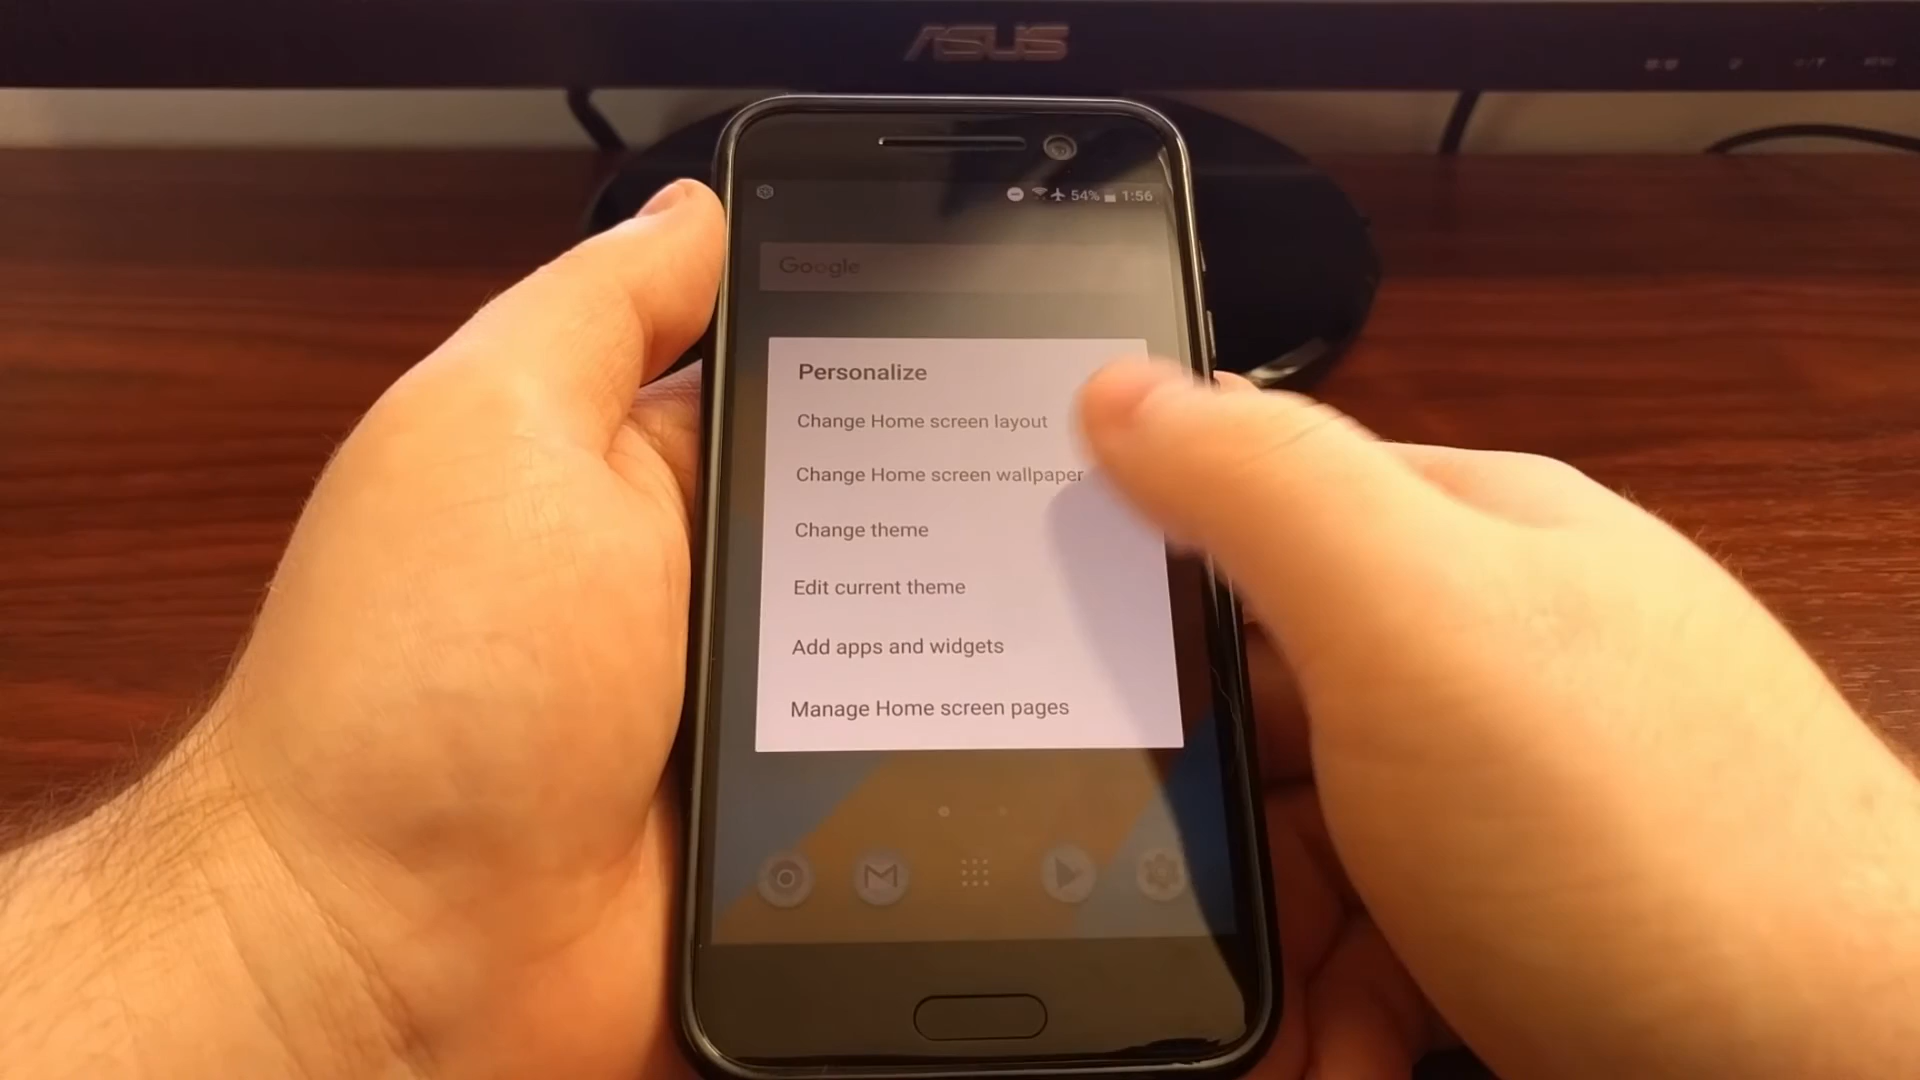 ASUS
54% 1:56
Google
Personalize
Change Home screen layout
Change Home screen wallpaper
Change theme
Edit current theme
Add apps and widgets
Manage Home screen pages